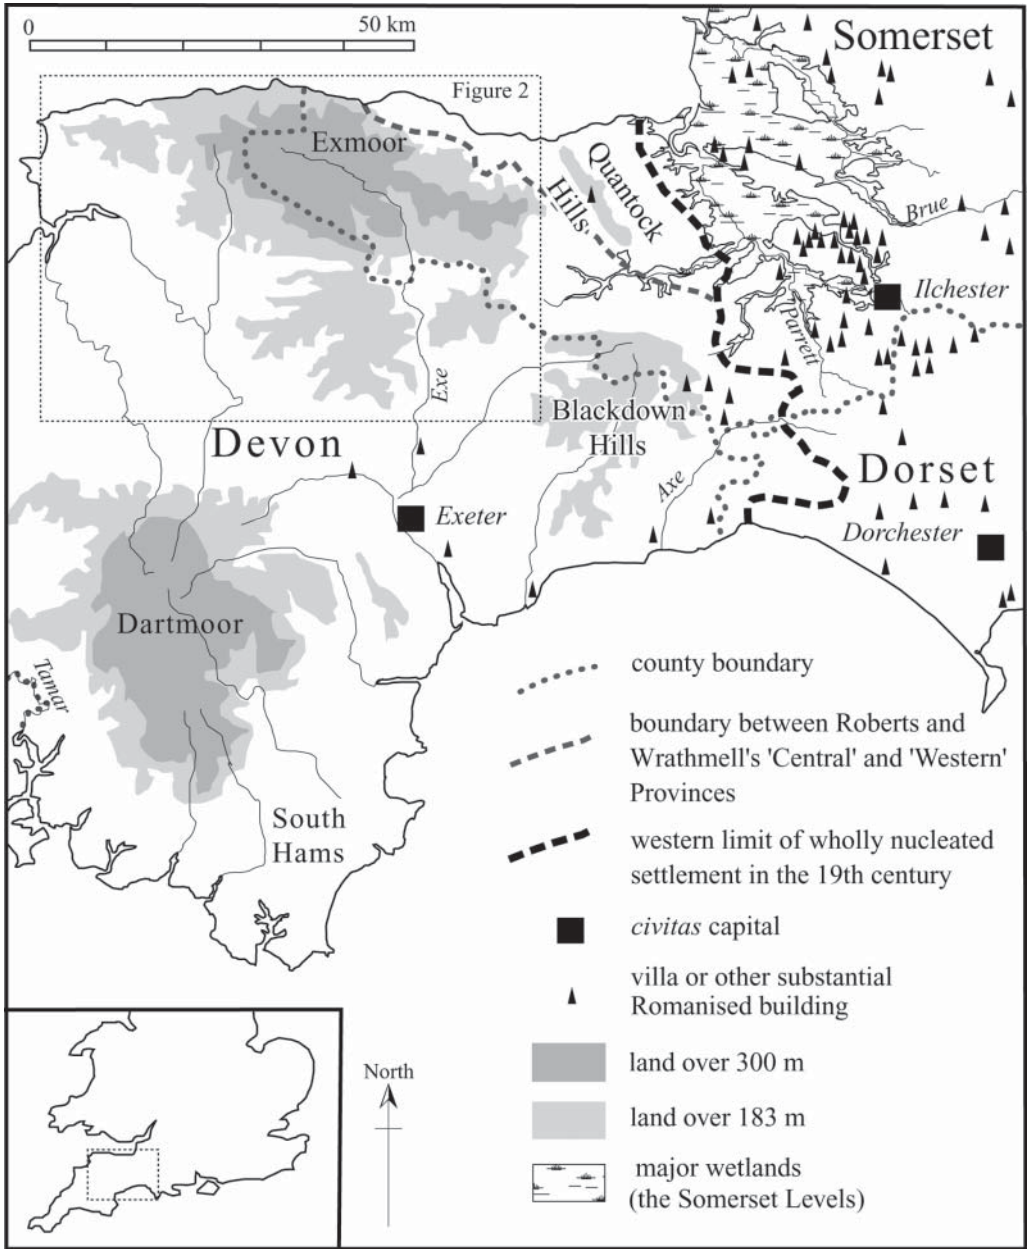 0
50 km
Somerset
Figure 2
Exmoor
Quantock
Hills
Brue
Ilchester
Parrett
Exe
Blackdown
Hills
Devon
Axe
Dorset
Exeter
Dorchester
Dartmoor
Tamar
South
Hams
county boundary
boundary between Roberts and
Wrathmell's 'Central' and 'Western'
Provinces
western limit of wholly nucleated
settlement in the 19th century
civitas capital
villa or other substantial
Romanised building
land over 300 m
land over 183 m
major wetlands
(the Somerset Levels)
North